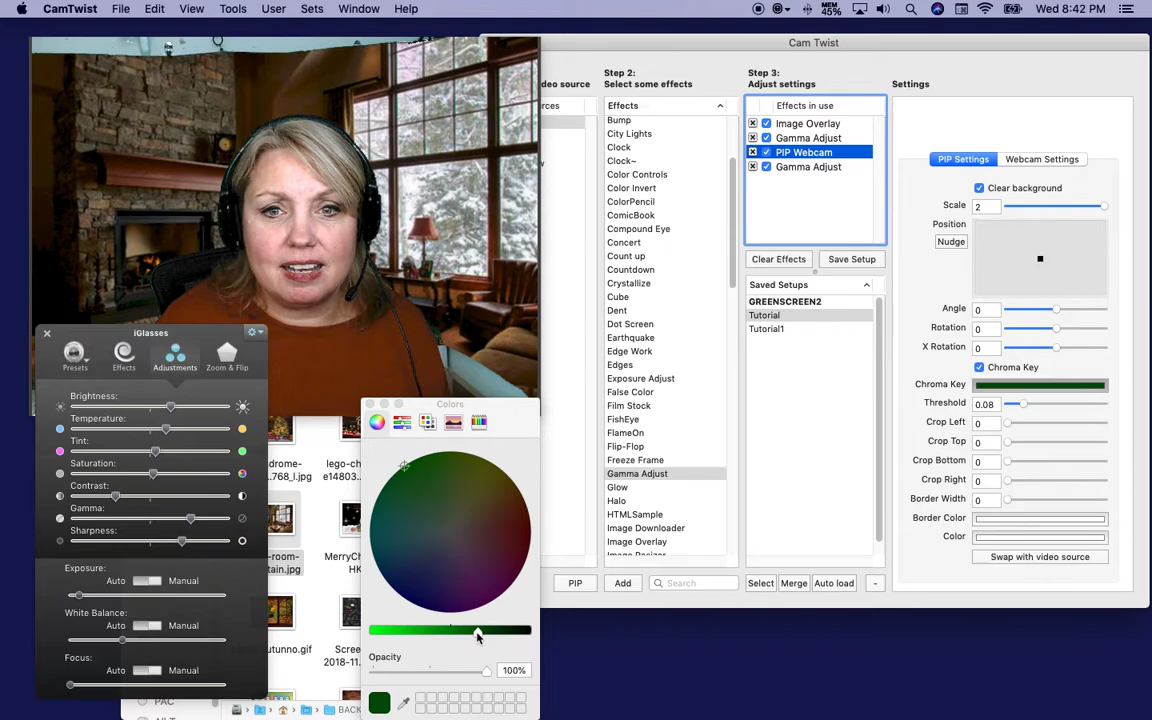 CamTwist File Edit View Tools User Sets Window Help MEM 45% Wed 8:42 PM
Cam Twist
ideo source
Step 2:
Select some effects
Step 3:
Adjust settings
Settings
rces
Effects
Bump
City Lights
Clock
Clock~
Color Controls
Color Invert
ColorPencil
ComicBook
Compound Eye
Concert
Count up
Countdown
Crystallize
Cube
Dent
Dot Screen
Earthquake
Edge Work
Edges
Exposure Adjust
False Color
Film Stock
FishEye
FlameOn
Flip-Flop
Freeze Frame
Gamma Adjust
Glow
Halo
HTMLSample
Image Downloader
Image Overlay
Image Resizer
Effects in use
Image Overlay
Gamma Adjust
PIP Webcam
Gamma Adjust
Clear Effects
Save Setup
Saved Setups
GREENSCREEN2
Tutorial
Tutorial1
PIP
Add
Search
Select
Merge
Auto load
-
PIP Settings
Webcam Settings
Clear background
Scale 2
Position
Nudge
Angle 0
Rotation 0
X Rotation 0
Chroma Key
Chroma Key
Threshold 0.08
Crop Left 0
Crop Top 0
Crop Bottom 0
Crop Right 0
Border Width 0
Border Color
Color
Swap with video source
iGlasses
Presets
Effects
Adjustments
Zoom & Flip
Brightness:
Temperature:
Tint:
Saturation:
Contrast:
Gamma:
Sharpness:
Exposure:
Auto Manual
White Balance:
Auto Manual
Focus:
Auto Manual
Colors
Opacity
100%
drome-
..768_l.jpg
lego-ch
e14803...
-room-
tain.jpg
MerryCh
HK
utunno.gif
Scree
2018-11..
PAC
BACK